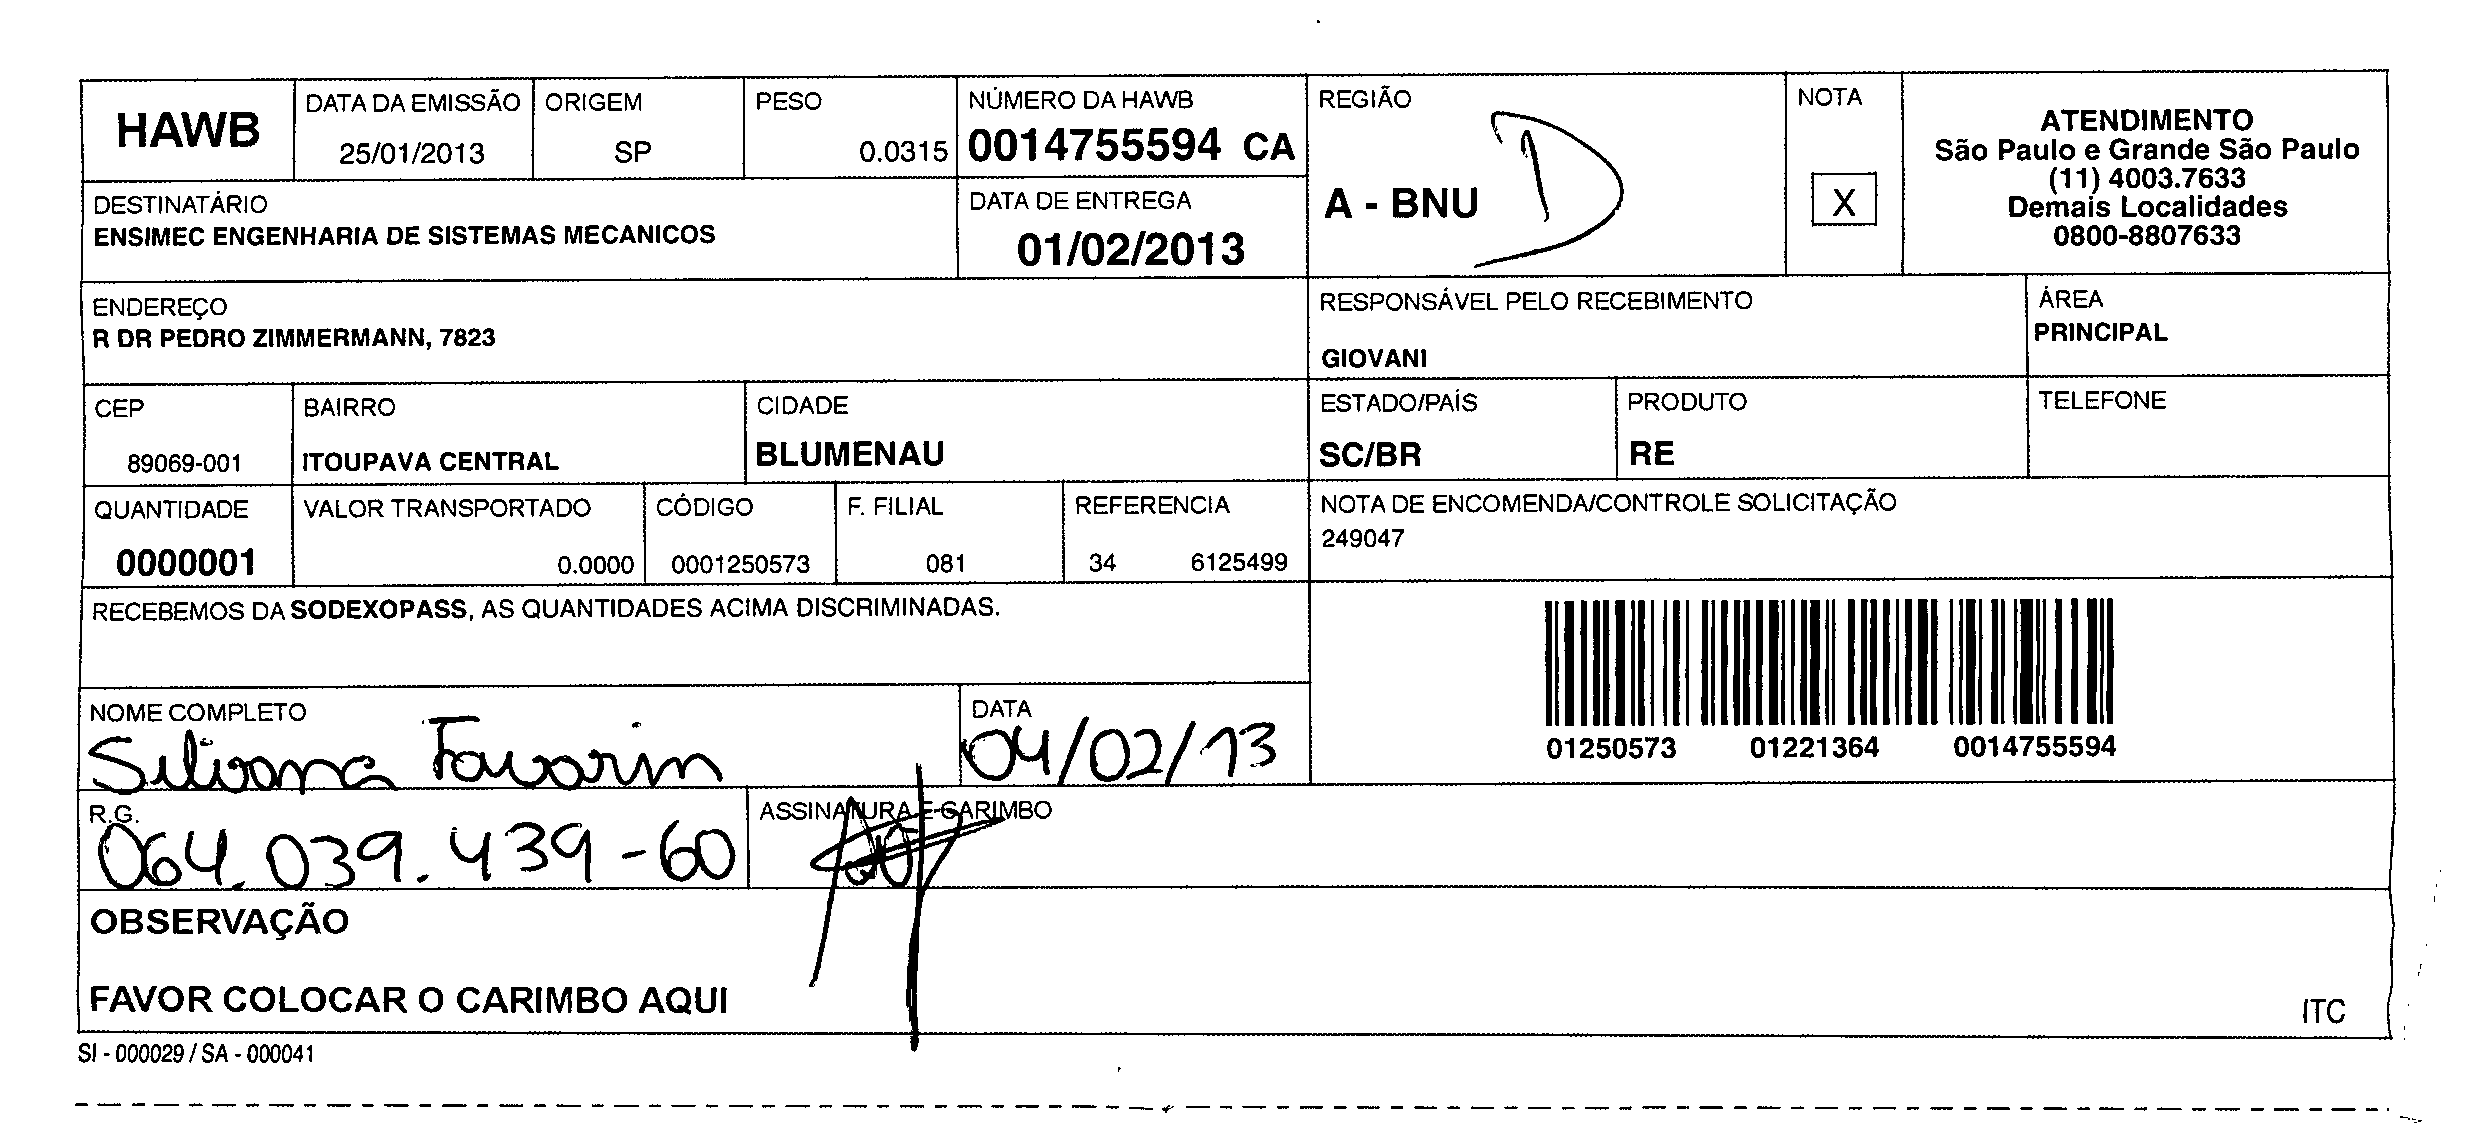 HAWB
DATA DA EMISSÃO
25/01/2013
ORIGEM
SP
PESO
0.0315
NÚMERO DA HAWB
0014755594 CA
REGIÃO
A - BNU
D
NOTA
X
ATENDIMENTO
São Paulo e Grande São Paulo
(11) 4003.7633
Demais Localidades
0800-8807633
DESTINATÁRIO
ENSIMEC ENGENHARIA DE SISTEMAS MECANICOS
DATA DE ENTREGA
01/02/2013
ENDEREÇO
R DR PEDRO ZIMMERMANN, 7823
RESPONSÁVEL PELO RECEBIMENTO
GIOVANI
ÁREA
PRINCIPAL
CEP
89069-001
BAIRRO
ITOUPAVA CENTRAL
CIDADE
BLUMENAU
ESTADO/PAÍS
SC/BR
PRODUTO
RE
TELEFONE
QUANTIDADE
0000001
VALOR TRANSPORTADO
0.0000
CÓDIGO
0001250573
F. FILIAL
081
REFERENCIA
34 6125499
NOTA DE ENCOMENDA/CONTROLE SOLICITAÇÃO
249047
RECEBEMOS DA SODEXOPASS, AS QUANTIDADES ACIMA DISCRIMINADAS.
01250573 01221364 0014755594
NOME COMPLETO
Silvana Favarim
DATA
04/02/13
R.G.
064.039.439-60
ASSINATURA E CARIMBO
OBSERVAÇÃO
FAVOR COLOCAR O CARIMBO AQUI
ITC
SI - 000029 / SA - 000041